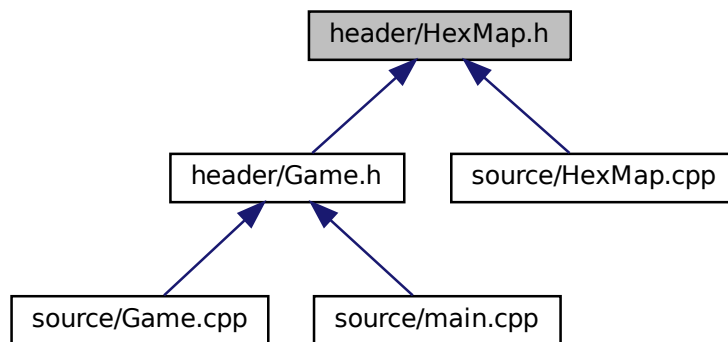 header/HexMap.h
header/Game.h
source/HexMap.cpp
source/Game.cpp
source/main.cpp